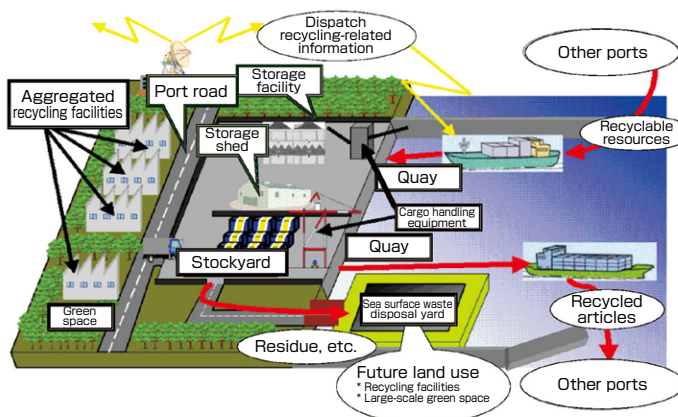 Dispatch
recycling-related
information
Other ports
Storage
facility
Aggregated
recycling facilities
Port road
Storage
shed
Recyclable
resources
Quay
Cargo handling
equipment
Quay
Stockyard
Green
space
Sea surface waste
disposal yard
Recycled
articles
Residue, etc.
Future land use
* Recycling facilities
* Large-scale green space
Other ports